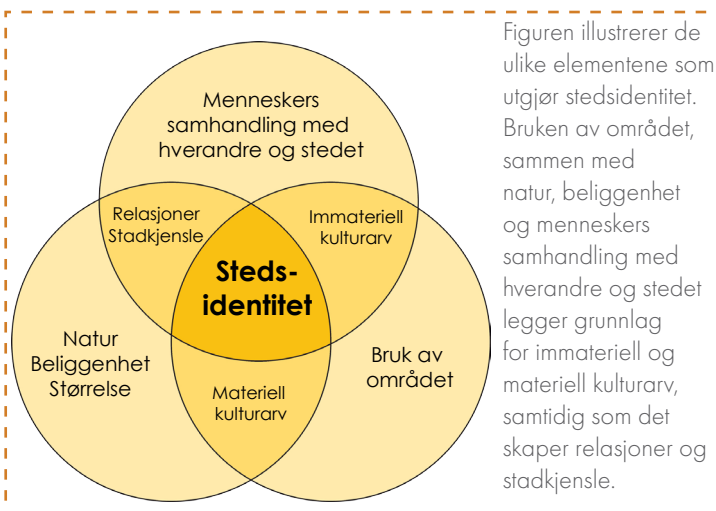 Menneskers
samhandling med
hverandre og stedet
Relasjoner
Stadkjensle
Immateriell
kulturarv
Steds-
identitet
Natur
Beliggenhet
Størrelse
Bruk av
området
Materiell
kulturarv
Figuren illustrerer de
ulike elementene som
utgjør stedsidentitet.
Bruken av området,
sammen med
natur, beliggenhet
og menneskers
samhandling med
hverandre og stedet
legger grunnlag
for immateriell og
materiell kulturarv,
samtidig som det
skaper relasjoner og
stadkjensle.